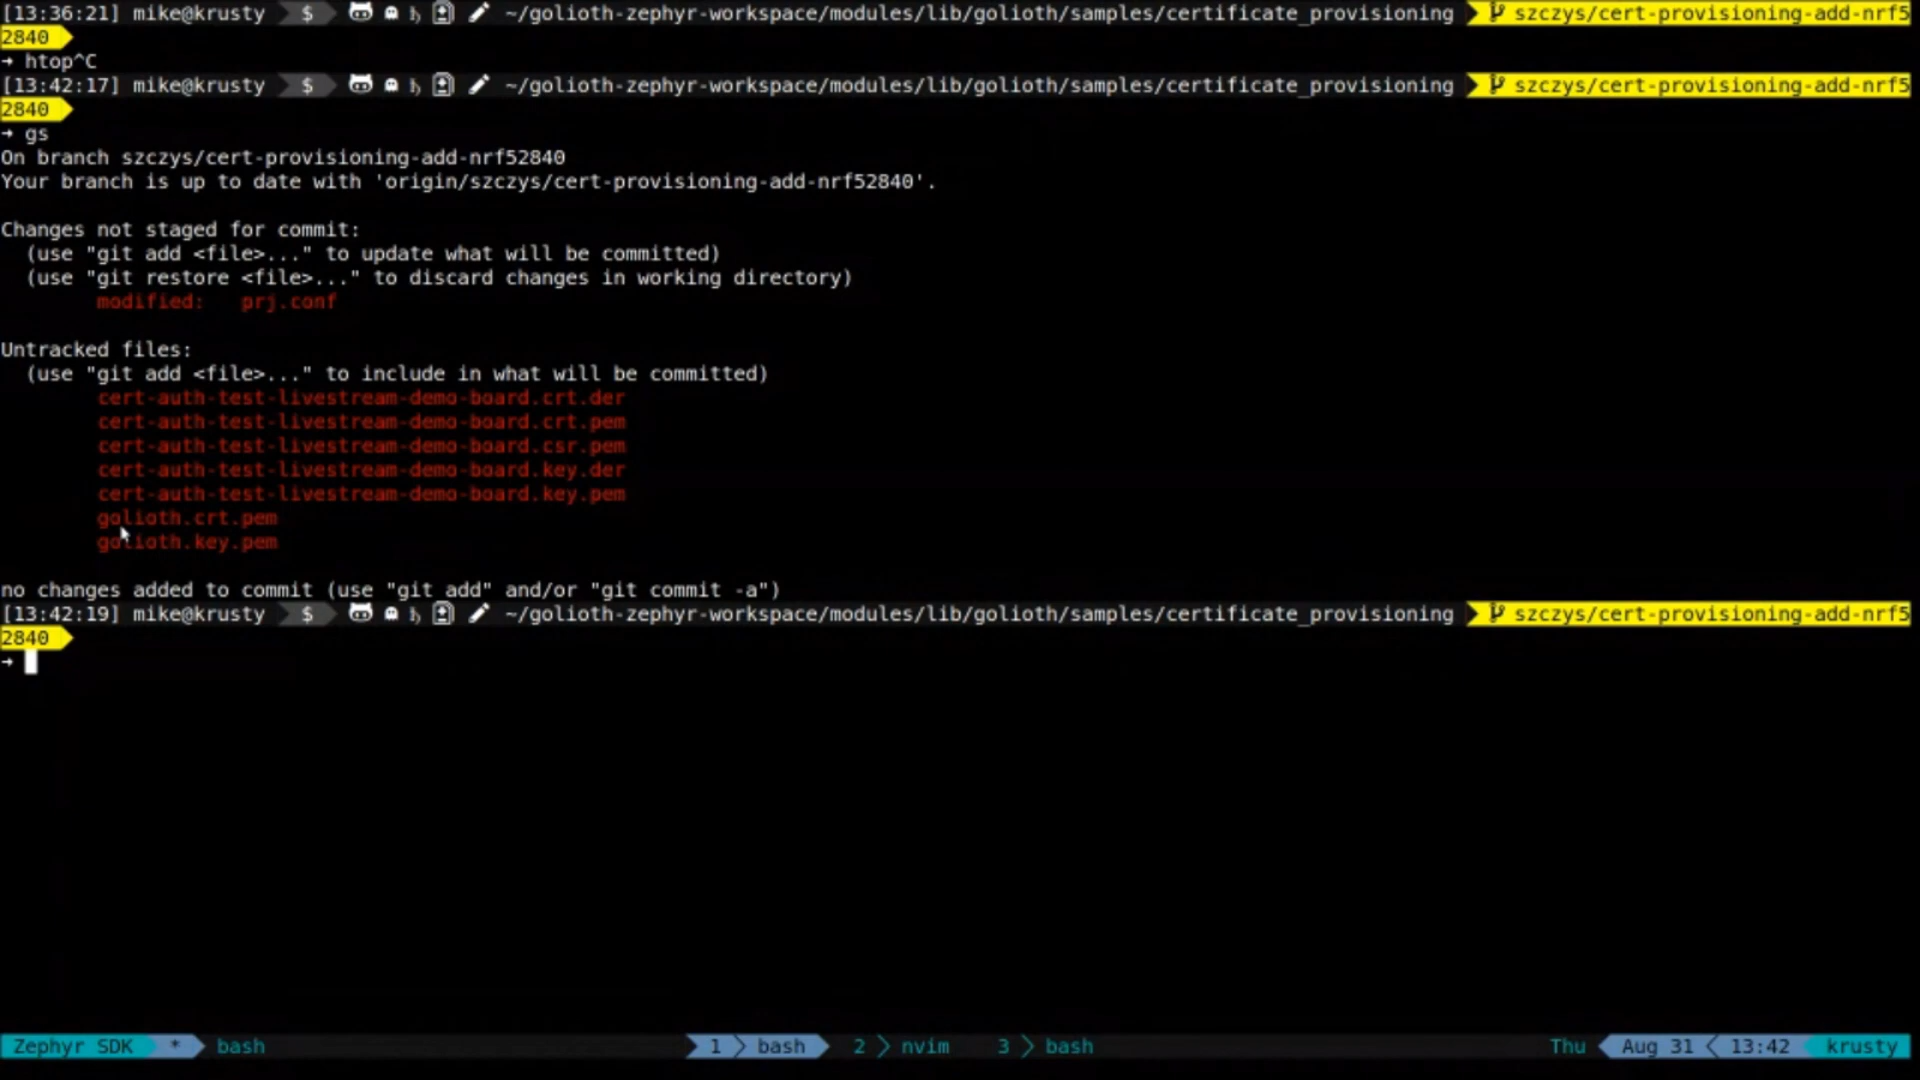 [13:36:21] mike@krusty $ ~/golioth-zephyr-workspace/modules/lib/golioth/samples/certificate_provisioning szczys/cert-provisioning-add-nrf5
2840
→ htop^C
[13:42:17] mike@krusty $ ~/golioth-zephyr-workspace/modules/lib/golioth/samples/certificate_provisioning szczys/cert-provisioning-add-nrf5
2840
→ gs
On branch szczys/cert-provisioning-add-nrf52840
Your branch is up to date with 'origin/szczys/cert-provisioning-add-nrf52840'.
Changes not staged for commit:
(use "git add <file>..." to update what will be committed)
(use "git restore <file>..." to discard changes in working directory)
modified: prj.conf
Untracked files:
(use "git add <file>..." to include in what will be committed)
cert-auth-test-livestream-demo-board.crt.der
cert-auth-test-livestream-demo-board.crt.pem
cert-auth-test-livestream-demo-board.csr.pem
cert-auth-test-livestream-demo-board.key.der
cert-auth-test-livestream-demo-board.key.pem
golioth.crt.pem
golioth.key.pem
no changes added to commit (use "git add" and/or "git commit -a")
[13:42:19] mike@krusty $ ~/golioth-zephyr-workspace/modules/lib/golioth/samples/certificate_provisioning szczys/cert-provisioning-add-nrf5
2840
→
Zephyr SDK * bash 1 bash 2 nvim 3 bash Thu Aug 31 13:42 krusty